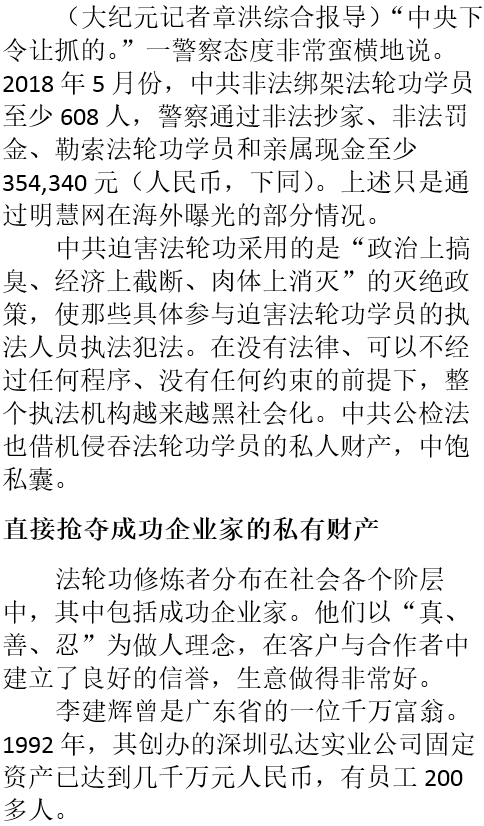 （大纪元记者章洪综合报导）“中央下
令让抓的。”一警察态度非常蛮横地说。
2018 年 5 月份，中共非法绑架法轮功学员
至少 608 人，警察通过非法抄家、非法罚
金、勒索法轮功学员和亲属现金至少
354,340 元（人民币，下同）。上述只是通
过明慧网在海外曝光的部分情况。
中共迫害法轮功采用的是“政治上搞
臭、经济上截断、肉体上消灭”的灭绝政
策，使那些具体参与迫害法轮功学员的执
法人员执法犯法。在没有法律、可以不经
过任何程序、没有任何约束的前提下，整
个执法机构越来越黑社会化。中共公检法
也借机侵吞法轮功学员的私人财产，中饱
私囊。
直接抢夺成功企业家的私有财产
法轮功修炼者分布在社会各个阶层
中，其中包括成功企业家。他们以“真、
善、忍”为做人理念，在客户与合作者中
建立了良好的信誉，生意做得非常好。
李建辉曾是广东省的一位千万富翁。
1992 年，其创办的深圳弘达实业公司固定
资产已达到几千万元人民币，有员工 200
多人。